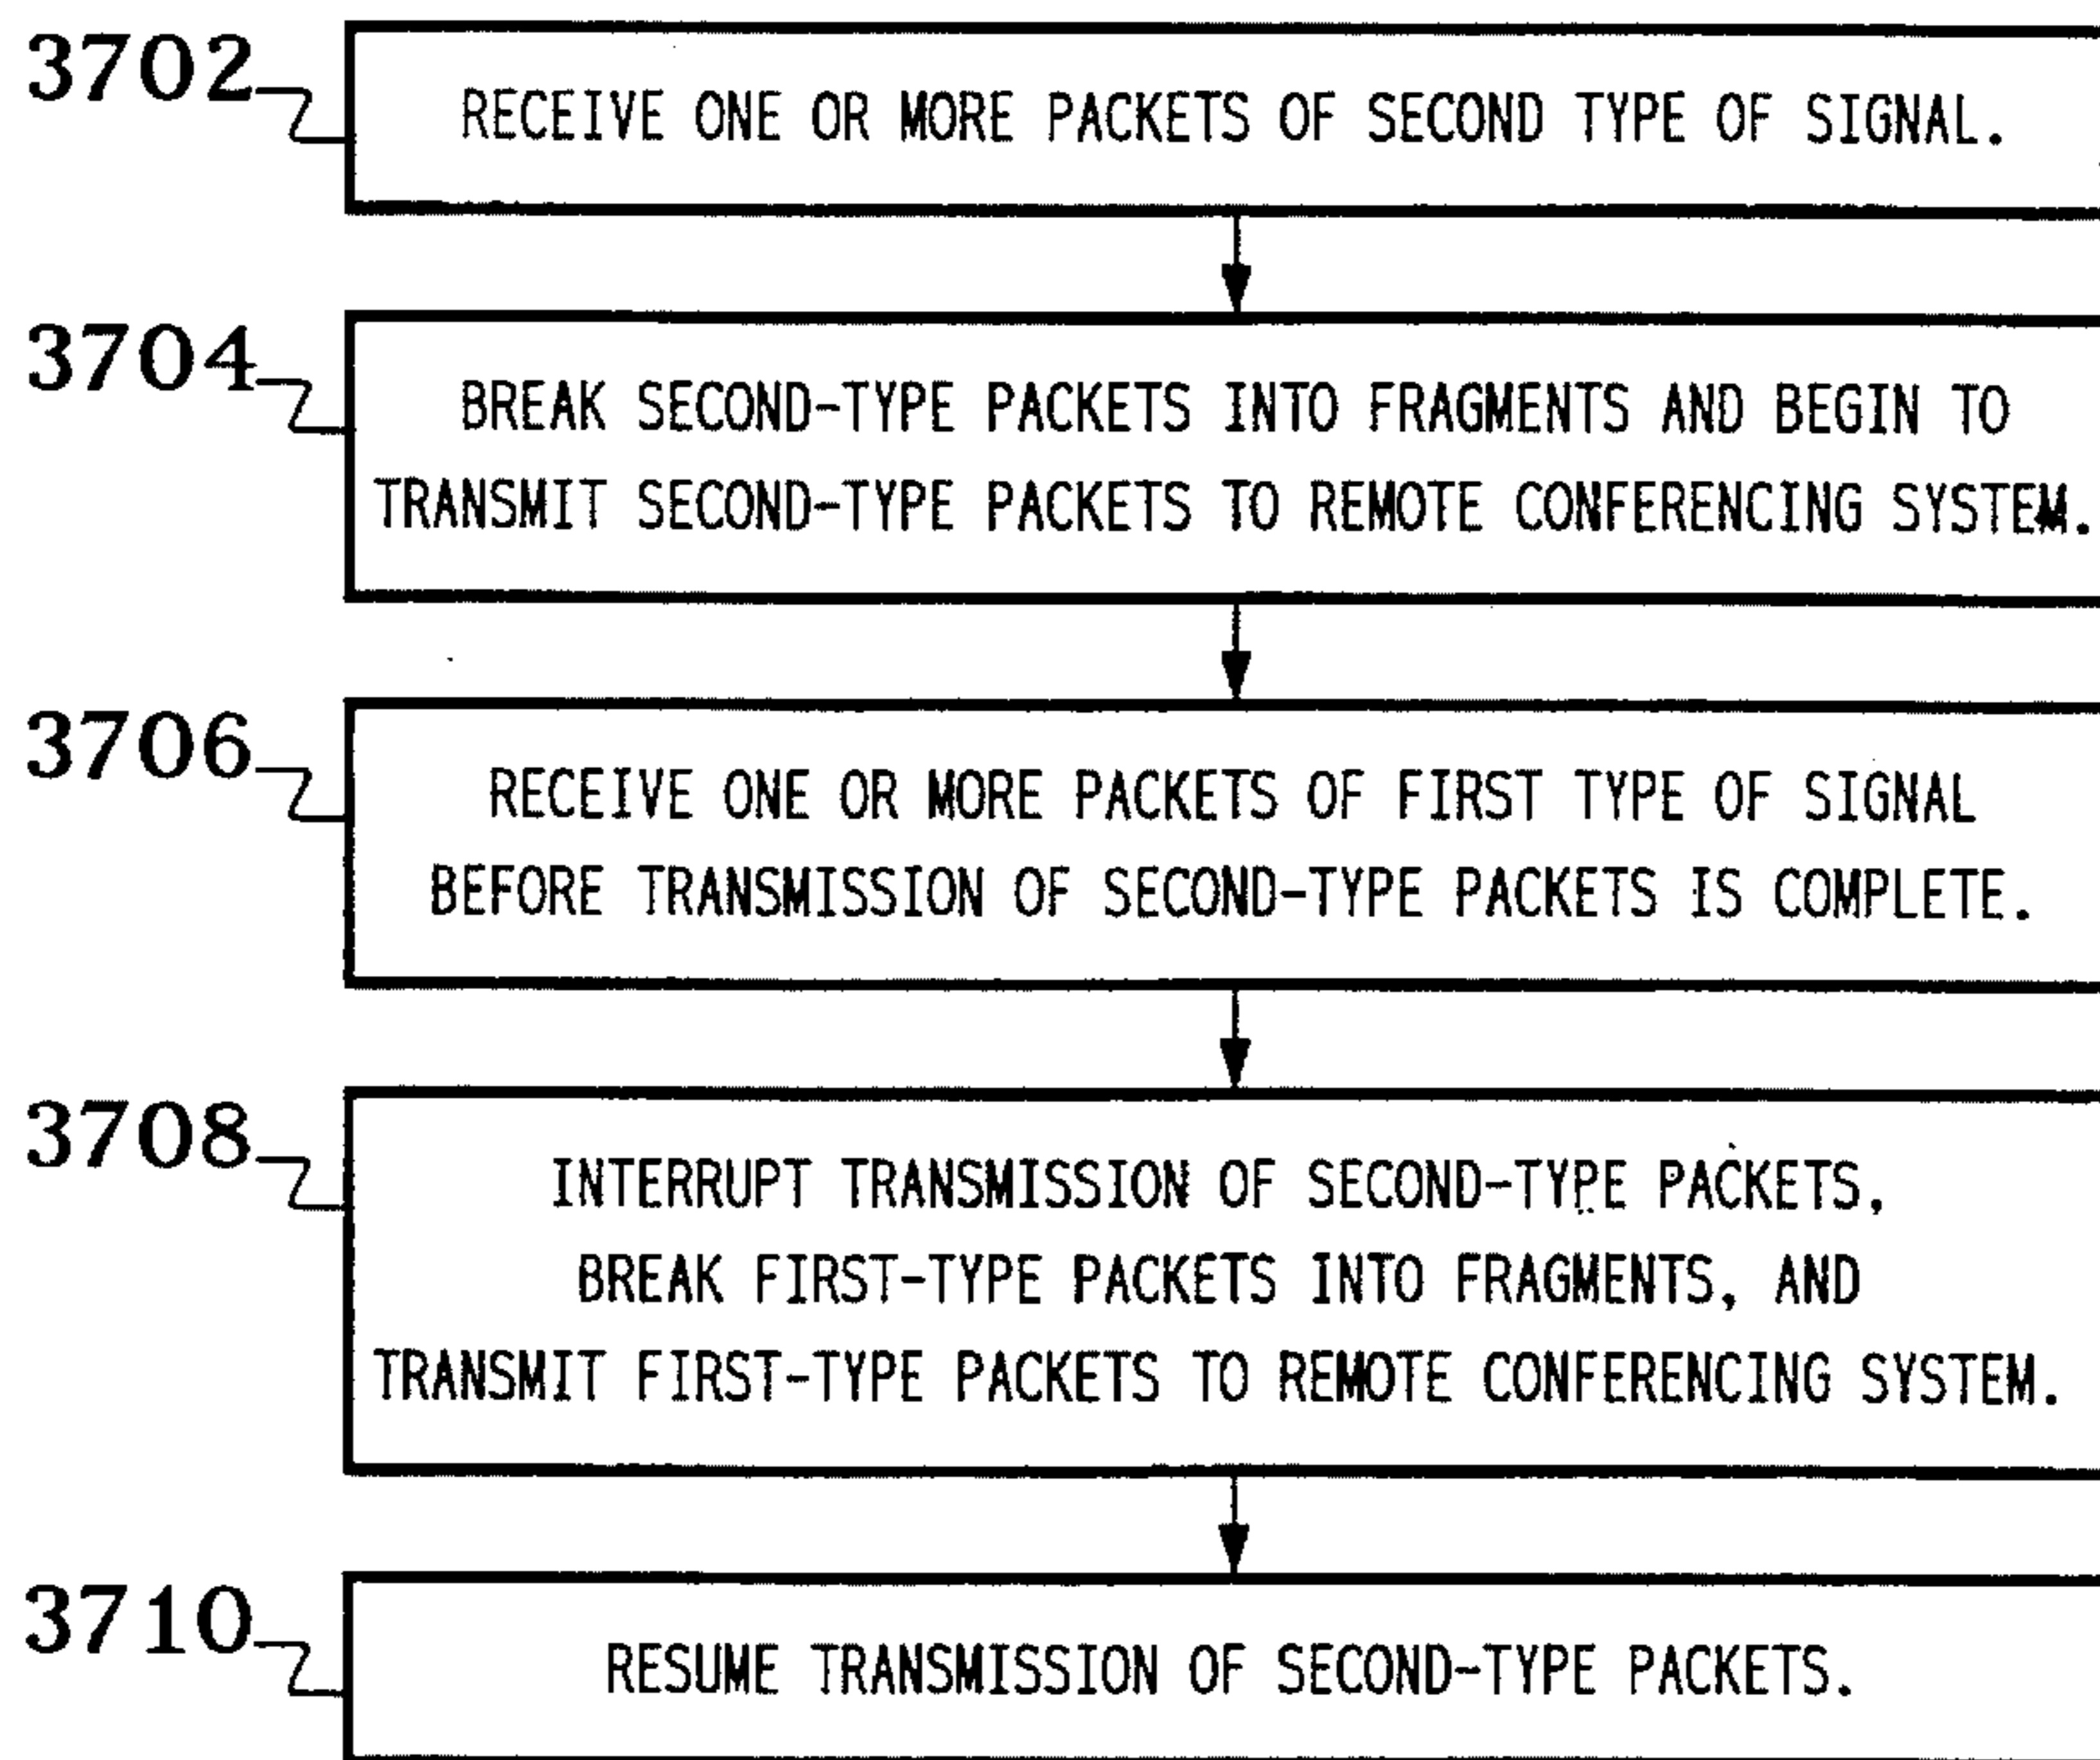 3702
RECEIVE ONE OR MORE PACKETS OF SECOND TYPE OF SIGNAL.
3704
BREAK SECOND-TYPE PACKETS INTO FRAGMENTS AND BEGIN TO
TRANSMIT SECOND-TYPE PACKETS TO REMOTE CONFERENCING SYSTEM.
3706
RECEIVE ONE OR MORE PACKETS OF FIRST TYPE OF SIGNAL
BEFORE TRANSMISSION OF SECOND-TYPE PACKETS IS COMPLETE.
3708
INTERRUPT TRANSMISSION OF SECOND-TYPE PACKETS,
BREAK FIRST-TYPE PACKETS INTO FRAGMENTS, AND
TRANSMIT FIRST-TYPE PACKETS TO REMOTE CONFERENCING SYSTEM.
3710
RESUME TRANSMISSION OF SECOND-TYPE PACKETS.